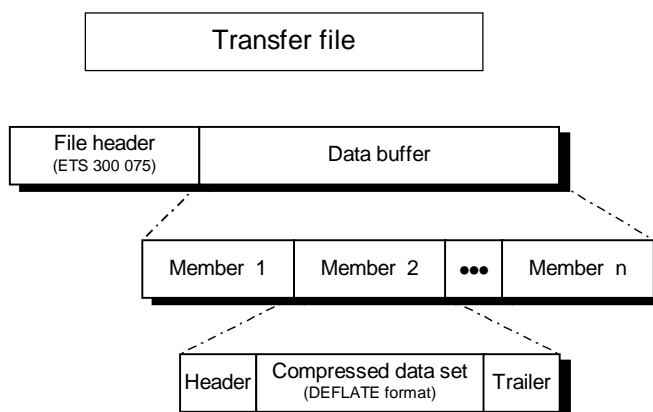 Transfer file
File header
(ETS 300 075)
Data buffer
Member 1
Member 2
•••
Member n
Header
Compressed data set
(DEFLATE format)
Trailer